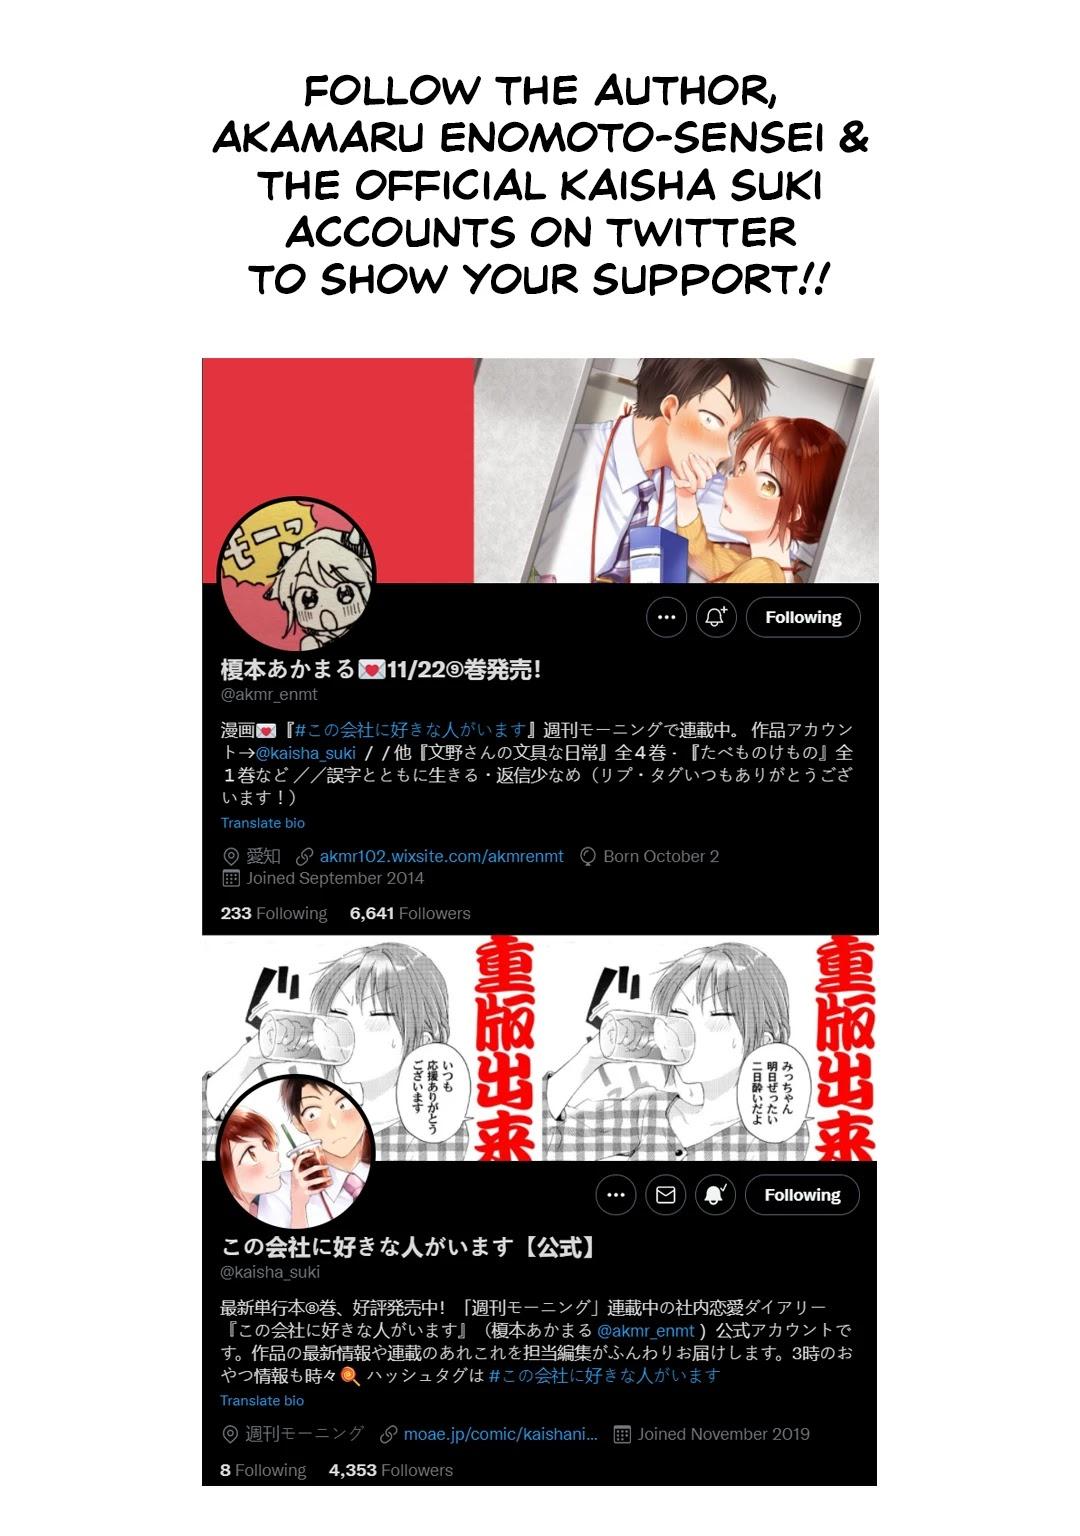 FOLLOW THE AUTHOR,
AKAMARU ENOMOTO-SENSEI &
THE OFFICIAL KAISHA SUKI
ACCOUNTS ON TWITTER
TO SHOW YOUR SUPPORT!!
モーっ
Following
榎本あかまる💌11/22⑨巻発売!
@akmr_enmt
漫画💌『#この会社に好きな人がいます』週刊モーニングで連載中。 作品アカウン
ト→@kaisha_suki / / 他『文野さんの文具な日常』全４巻・『たべものけもの』全
１巻など ／／誤字とともに生きる・返信少なめ（リプ・タグいつもありがとうござ
います！）
Translate bio
愛知 akmr102.wixsite.com/akmrenmt Born October 2
Joined September 2014
233 Following 6,641 Followers
いつも
応援ありがとう
ございます
重版出来
みっちゃん
明日ぜったい
二日酔いだよ
重版出来
Following
この会社に好きな人がいます【公式】
@kaisha_suki
最新単行本⑧巻、好評発売中! 「週刊モーニング」連載中の社内恋愛ダイアリー
『この会社に好きな人がいます』（榎本あかまる @akmr_enmt ）公式アカウントで
す。作品の最新情報や連載のあれこれを担当編集がふんわりお届けします。3時のお
やつ情報も時々🍭 ハッシュタグは #この会社に好きな人がいます
Translate bio
週刊モーニング moae.jp/comic/kaishani... Joined November 2019
8 Following 4,353 Followers